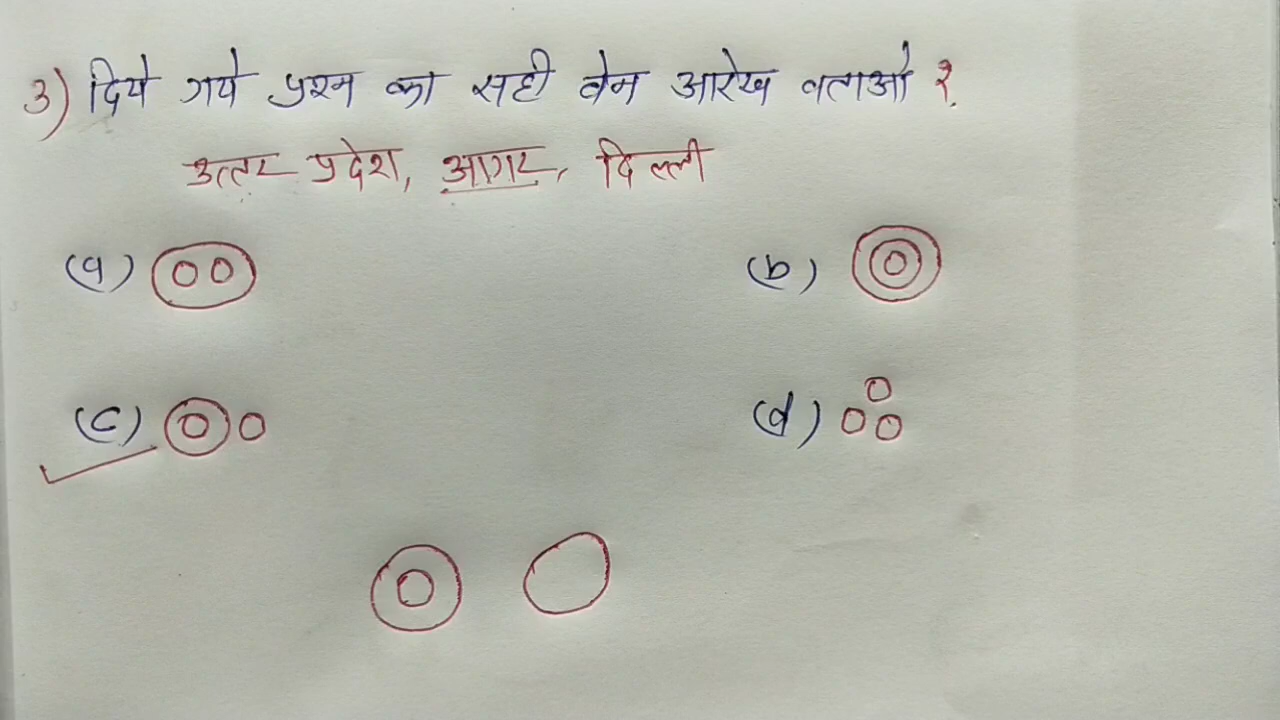 3) दिये गये प्रश्न का सही वेन आरेख बताओ ?
उत्तर प्रदेश, आगर, दिल्ली
(a)
(b)
(c)
(d)